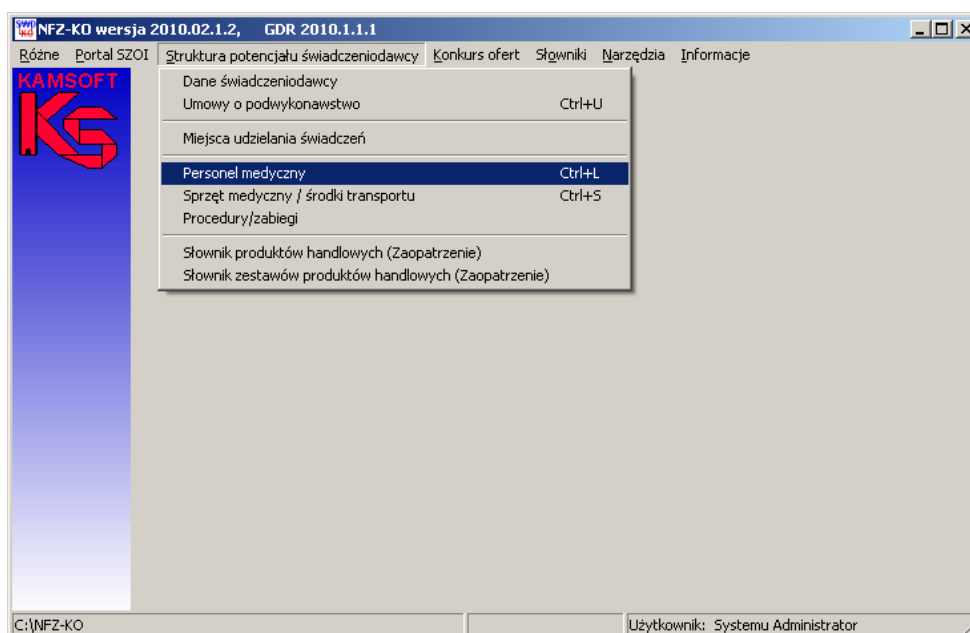 NFZ-KO wersja 2010.02.1.2, GDR 2010.1.1.1
Różne Portal SZOI Struktura potencjału świadczeniodawcy Konkurs ofert Słowniki Narzędzia Informacje
KAMSOFT
KS
Dane świadczeniodawcy
Umowy o podwykonawstwo Ctrl+U
Miejsca udzielania świadczeń
Personel medyczny Ctrl+L
Sprzęt medyczny / środki transportu Ctrl+S
Procedury/zabiegi
Słownik produktów handlowych (Zaopatrzenie)
Słownik zestawów produktów handlowych (Zaopatrzenie)
C:\NFZ-KO Użytkownik: Systemu Administrator